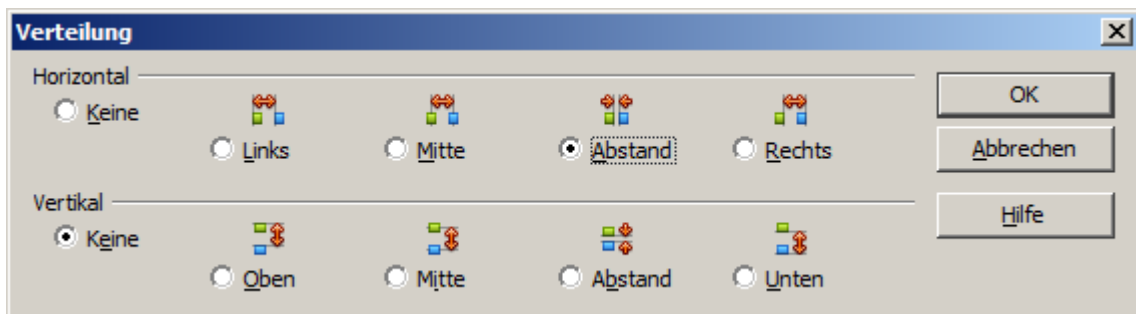 Verteilung
Horizontal
Keine
Links
Mitte
Abstand
Rechts
Vertikal
Keine
Oben
Mitte
Abstand
Unten
OK
Abbrechen
Hilfe